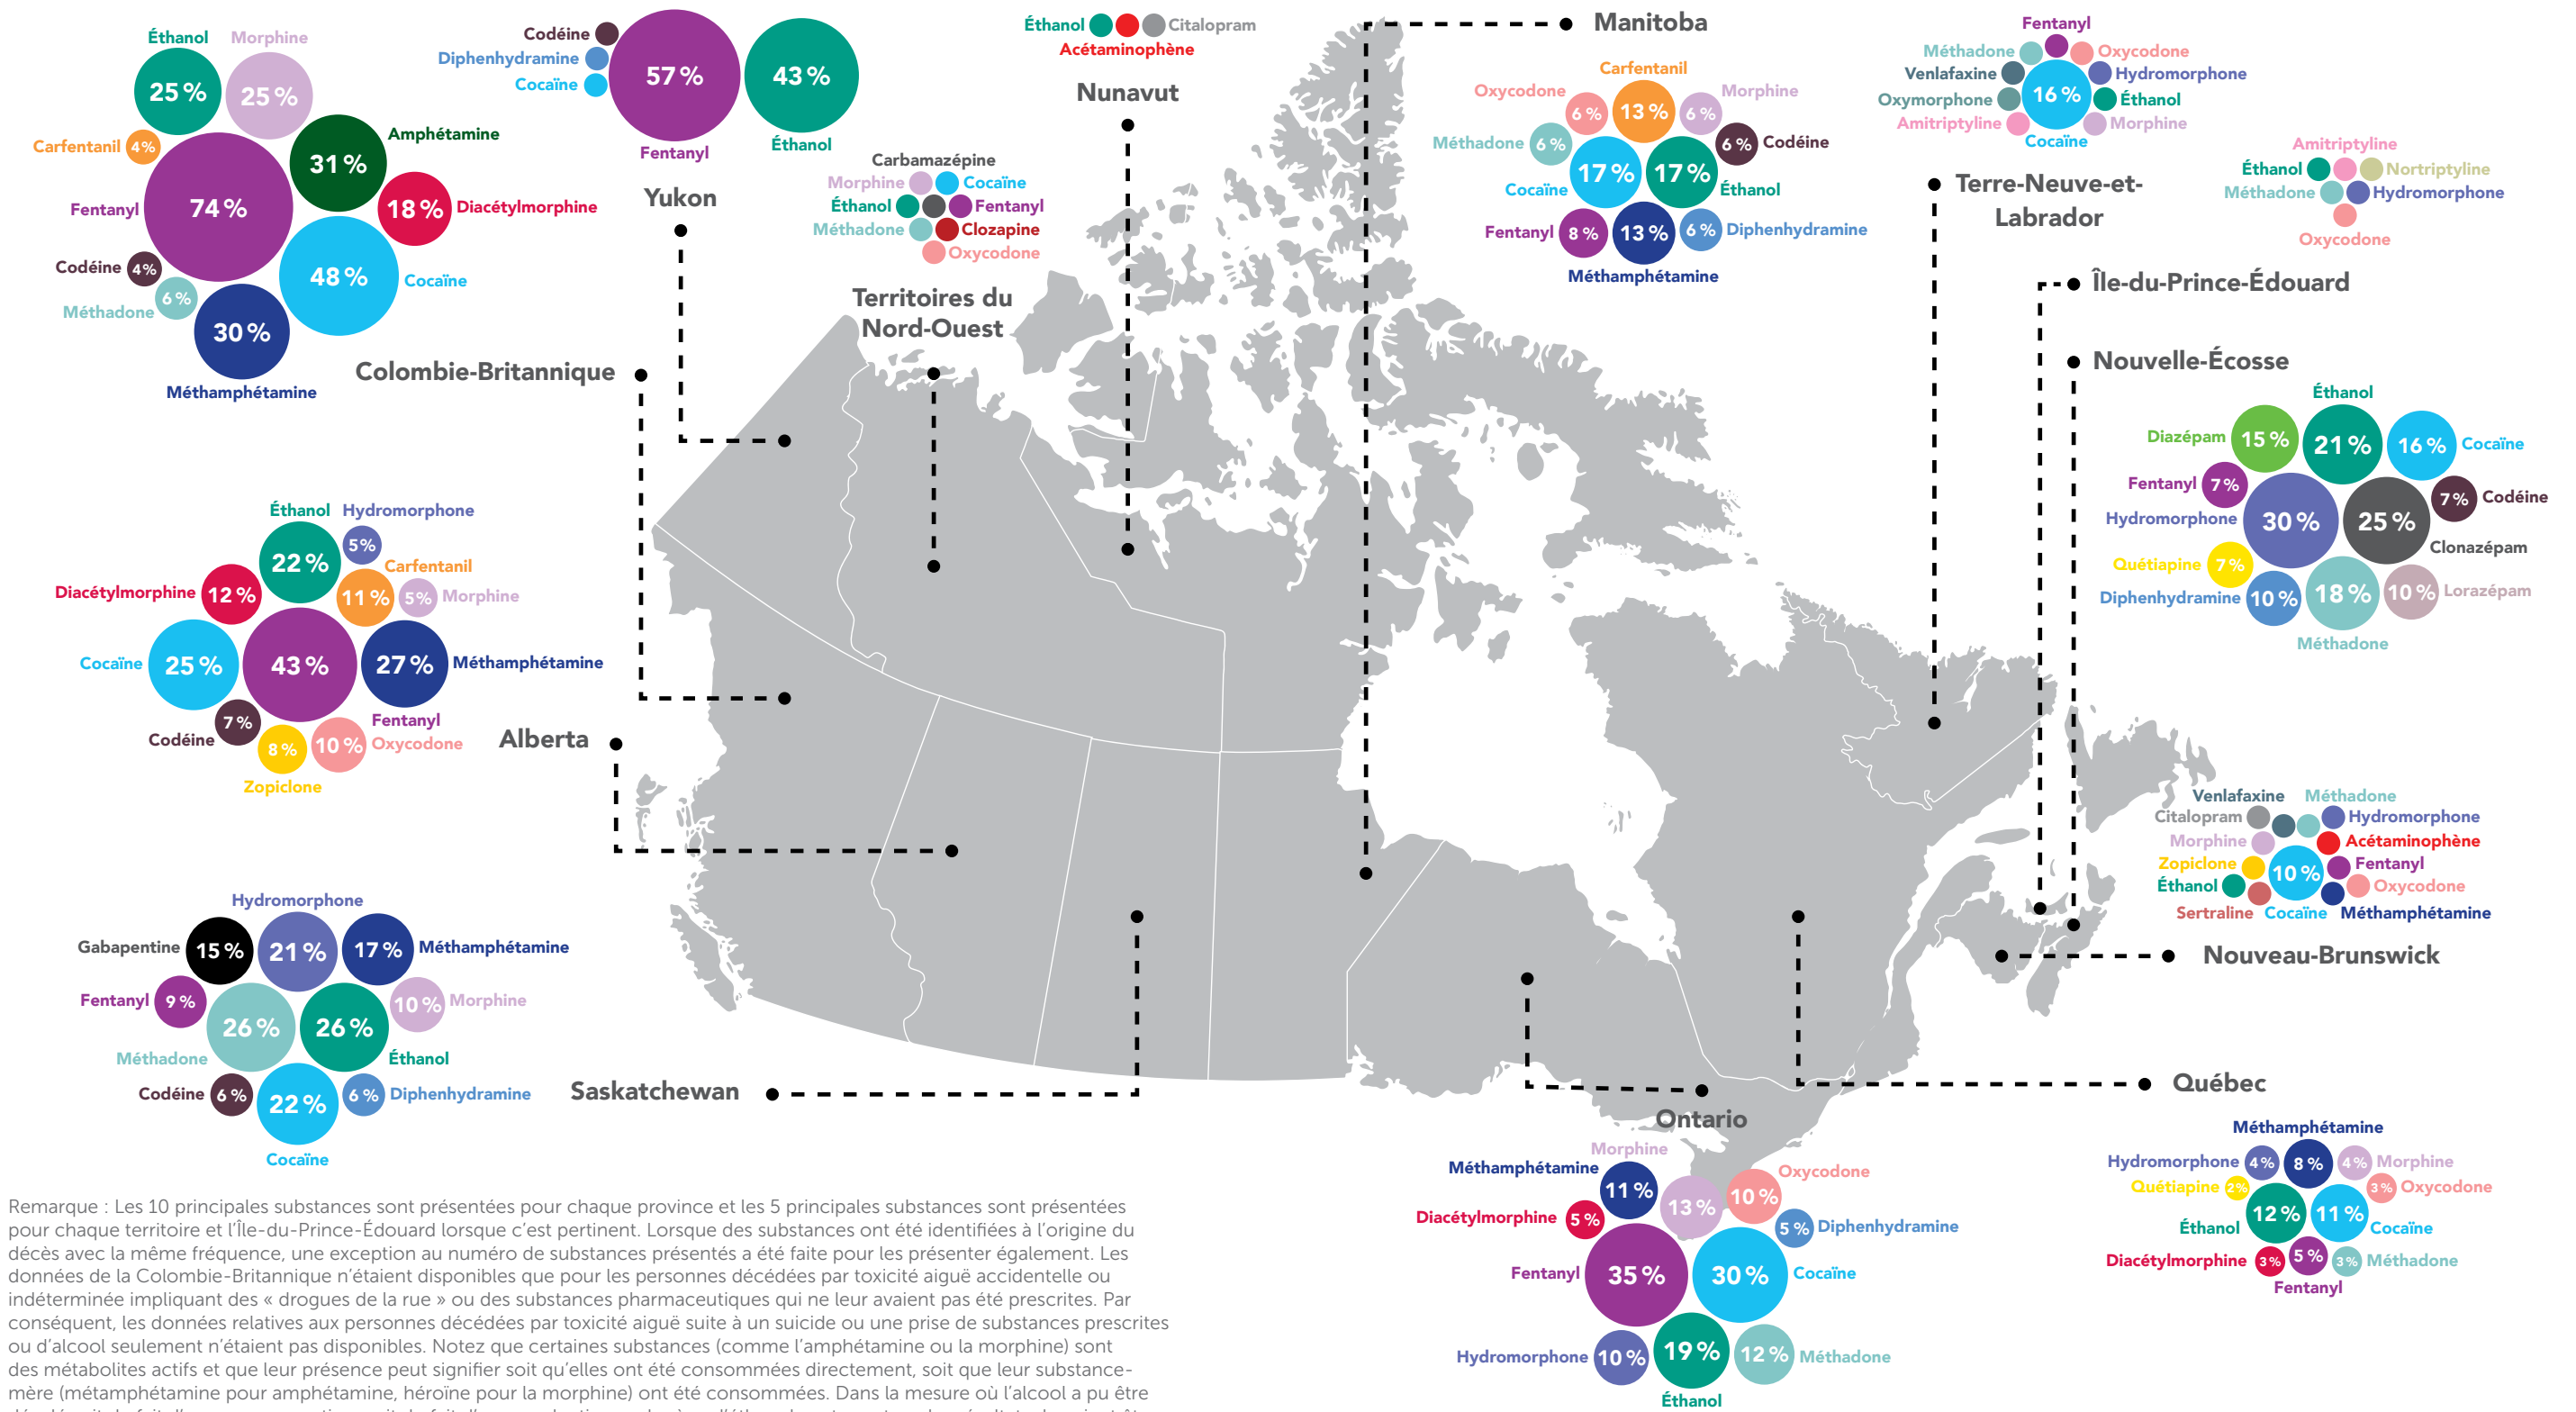 Éthanol
Morphine
25 %
25 %
Amphétamine
Carfentanil
4 %
31 %
Fentanyl
74 %
18 %
Diacétylmorphine
Codéine
4 %
48 %
Cocaïne
Méthadone
6 %
30 %
Méthamphétamine
Colombie-Britannique
Codéine
Diphenhydramine
Cocaïne
57 %
43 %
Fentanyl
Éthanol
Yukon
Carbamazépine
Morphine
Cocaïne
Éthanol
Fentanyl
Méthadone
Clozapine
Oxycodone
Territoires du
Nord-Ouest
Éthanol
Citalopram
Acétaminophène
Nunavut
Manitoba
Carfentanil
Oxycodone
6 %
13 %
6 %
Morphine
Méthadone
6 %
6 %
Codéine
Cocaïne
17 %
17 %
Éthanol
Fentanyl
8 %
13 %
6 %
Diphenhydramine
Méthamphétamine
Fentanyl
Méthadone
Oxycodone
Venlafaxine
Hydromorphone
Oxymorphone
16 %
Éthanol
Amitriptyline
Morphine
Cocaïne
Terre-Neuve-et-
Labrador
Amitriptyline
Éthanol
Nortriptyline
Méthadone
Hydromorphone
Oxycodone
Île-du-Prince-Édouard
Nouvelle-Écosse
Éthanol
Diazépam
15 %
21 %
16 %
Cocaïne
Fentanyl
7 %
7 %
Codéine
Hydromorphone
30 %
25 %
Clonazépam
Quétiapine
7 %
Diphenhydramine
10 %
18 %
10 %
Lorazépam
Méthadone
Éthanol
Hydromorphone
22 %
5 %
Carfentanil
Diacétylmorphine
12 %
11 %
5 %
Morphine
Cocaïne
25 %
43 %
27 %
Méthamphétamine
Codéine
7 %
Fentanyl
8 %
10 %
Oxycodone
Zopiclone
Alberta
Venlafaxine
Méthadone
Citalopram
Hydromorphone
Morphine
Acétaminophène
Zopiclone
10 %
Fentanyl
Éthanol
Oxycodone
Sertraline
Cocaïne
Méthamphétamine
Nouveau-Brunswick
Hydromorphone
Gabapentine
15 %
21 %
17 %
Méthamphétamine
Fentanyl
9 %
10 %
Morphine
26 %
26 %
Méthadone
Éthanol
Codéine
6 %
22 %
6 %
Diphenhydramine
Cocaïne
Saskatchewan
Ontario
Morphine
Méthamphétamine
11 %
13 %
10 %
Oxycodone
Diacétylmorphine
5 %
5 %
Diphenhydramine
Fentanyl
35 %
30 %
Cocaïne
Hydromorphone
10 %
19 %
12 %
Méthadone
Éthanol
Québec
Méthamphétamine
Hydromorphone
4 %
8 %
4 %
Morphine
Quétiapine
2 %
3 %
Oxycodone
Éthanol
12 %
11 %
Cocaïne
Diacétylmorphine
3 %
5 %
3 %
Méthadone
Fentanyl
Remarque : Les 10 principales substances sont présentées pour chaque province et les 5 principales substances sont présentées
pour chaque territoire et l'Île-du-Prince-Édouard lorsque c'est pertinent. Lorsque des substances ont été identifiées à l'origine du
décès avec la même fréquence, une exception au numéro de substances présentés a été faite pour les présenter également. Les
données de la Colombie-Britannique n'étaient disponibles que pour les personnes décédées par toxicité aiguë accidentelle ou
indéterminée impliquant des « drogues de la rue » ou des substances pharmaceutiques qui ne leur avaient pas été prescrites. Par
conséquent, les données relatives aux personnes décédées par toxicité aiguë suite à un suicide ou une prise de substances prescrites
ou d'alcool seulement n'étaient pas disponibles. Notez que certaines substances (comme l'amphétamine ou la morphine) sont
des métabolites actifs et que leur présence peut signifier soit qu'elles ont été consommées directement, soit que leur substance-
mère (métamphétamine pour amphétamine, héroïne pour la morphine) ont été consommées. Dans la mesure où l'alcool a pu être